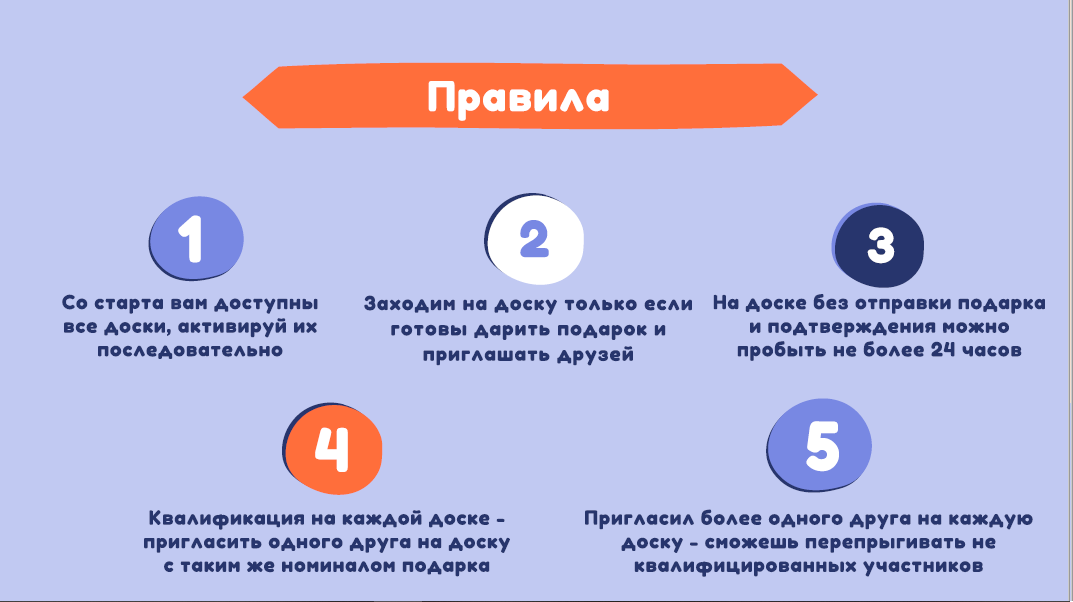 Правила
1
2
3
Со старта вам доступны
все доски, активируй их
последовательно
Заходим на доску только если
готовы дарить подарок и
приглашать друзей
На доске без отправки подарка
и подтверждения можно
пробыть не более 24 часов
4
5
Квалификация на каждой доске -
пригласить одного друга на доску
с таким же номиналом подарка
Пригласил более одного друга на каждую
доску - сможешь перепрыгивать не
квалифицированных участников